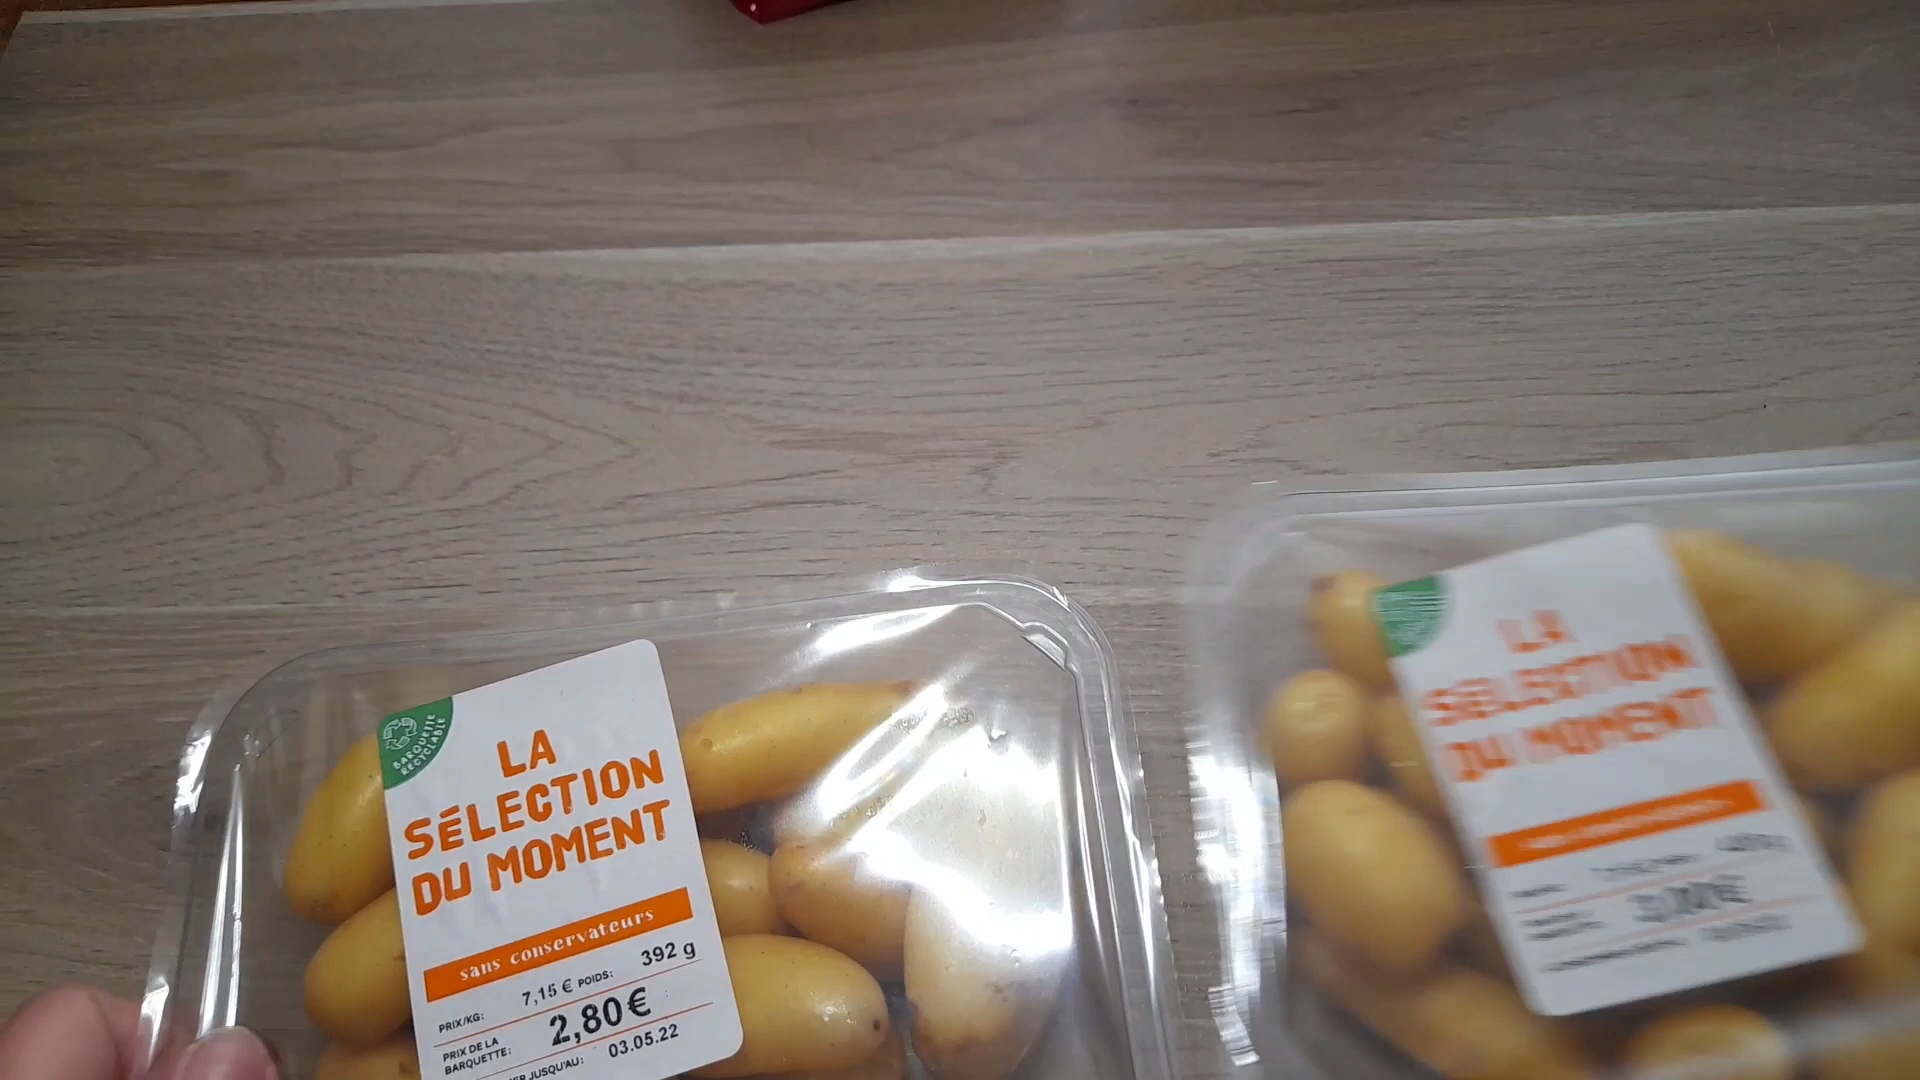 BARQUETTE
RECYCLABLE
LA
SÉLECTION
DU MOMENT
sans conservateurs
PRIX/KG: 7,15 € POIDS: 392 g
PRIX DE LA
BARQUETTE: 2,80€
JUSQU'AU: 03.05.22
LA
SÉLECTION
DU MOMENT